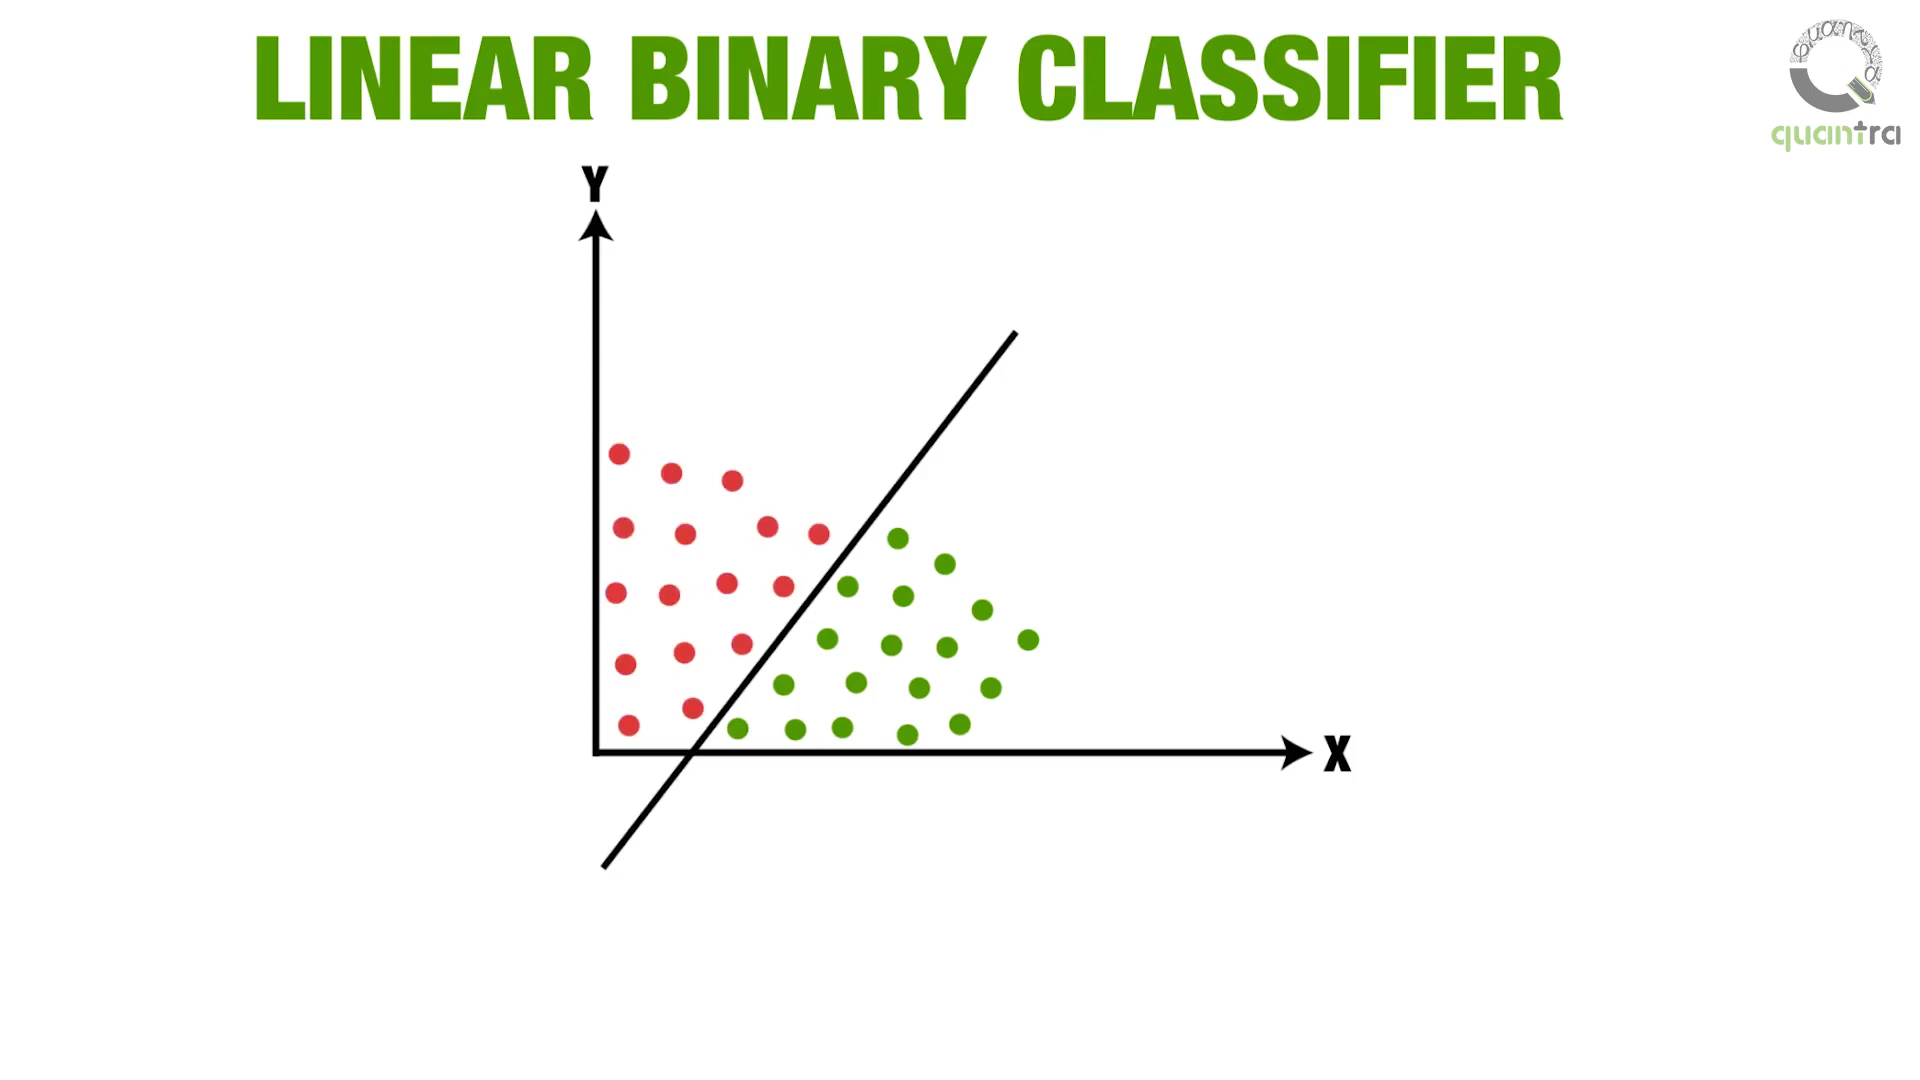 LINEAR BINARY CLASSIFIER
quantra
Y
X